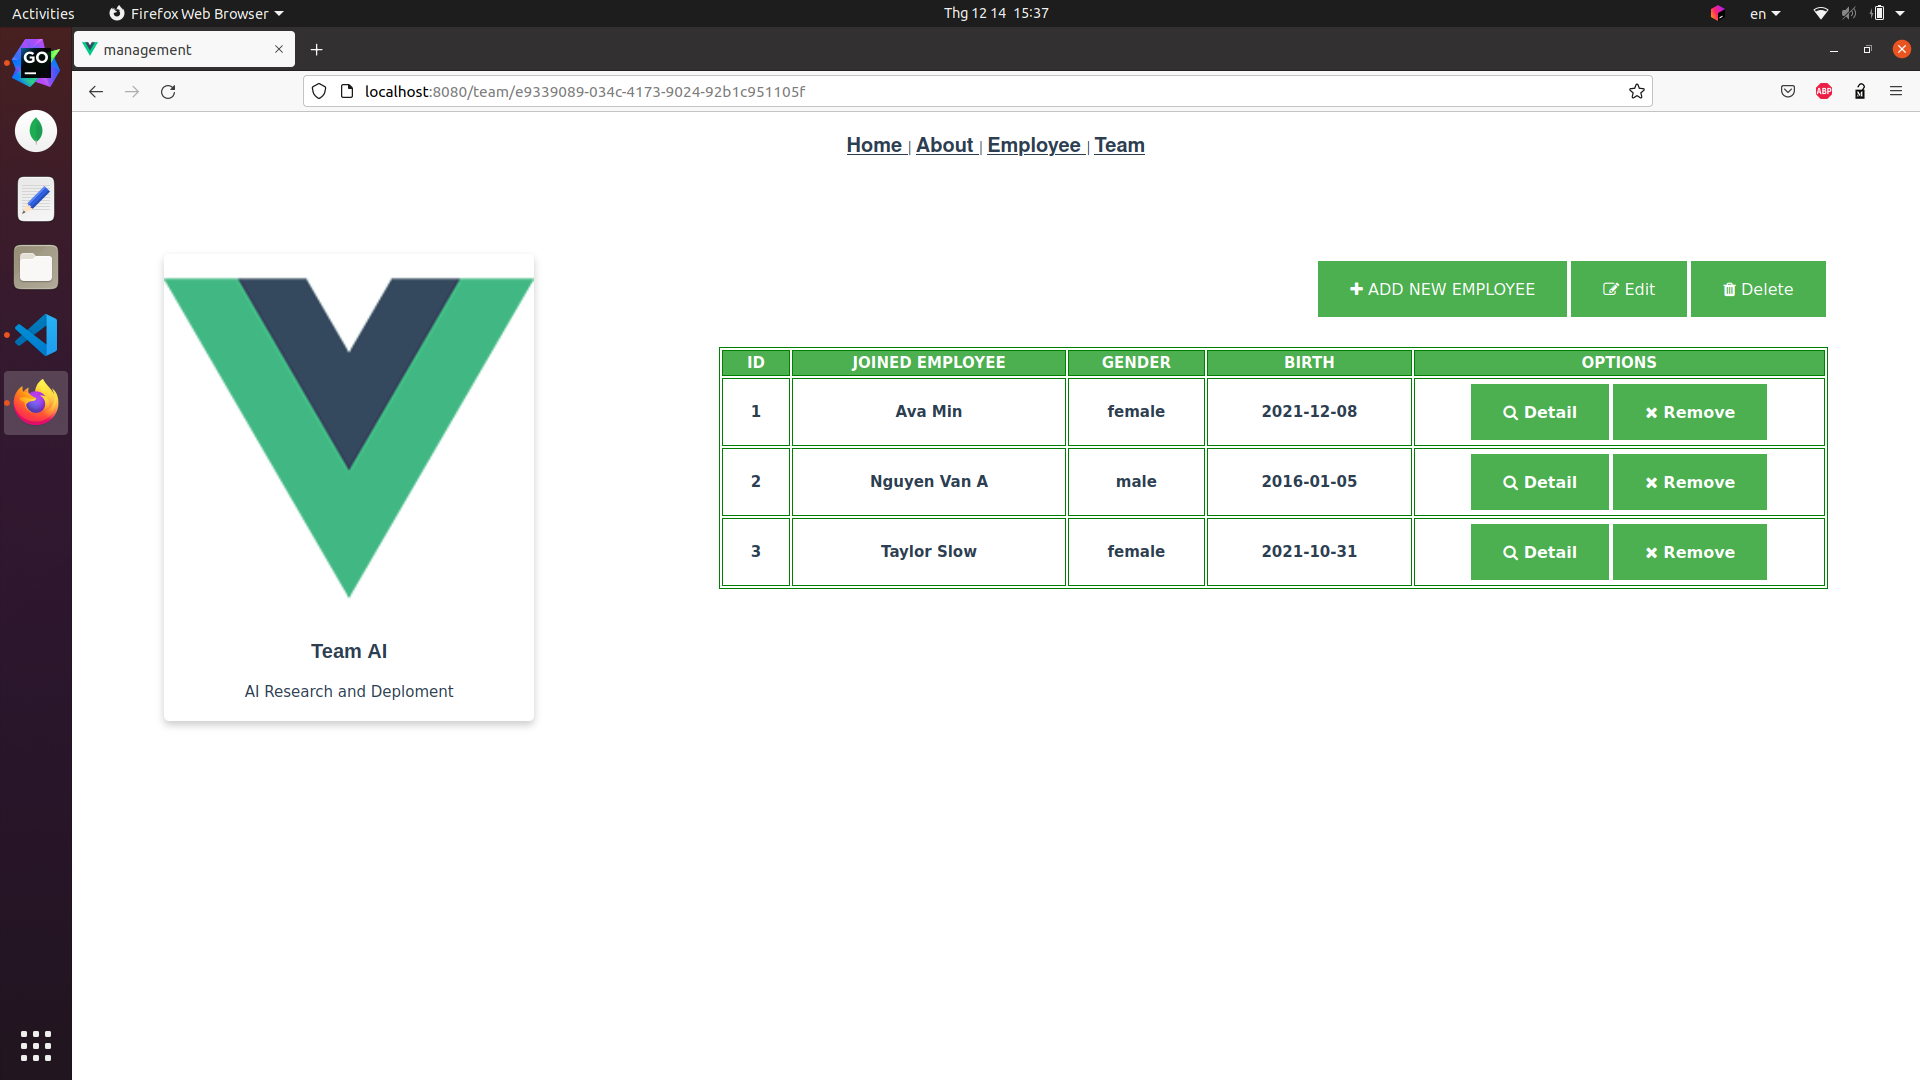 Activities Firefox Web Browser Thg 12 14 15:37 en
GO
management
localhost:8080/team/e9339089-034c-4173-9024-92b1c951105f
ABP
M
Home | About | Employee | Team
ADD NEW EMPLOYEE Edit Delete
ID JOINED EMPLOYEE GENDER BIRTH OPTIONS
1 Ava Min female 2021-12-08 Detail Remove
2 Nguyen Van A male 2016-01-05 Detail Remove
3 Taylor Slow female 2021-10-31 Detail Remove
Team AI
AI Research and Deploment